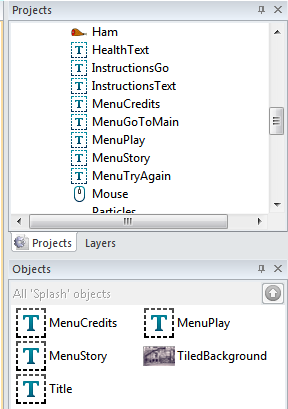 Projects
Ham
HealthText
InstructionsGo
InstructionsText
MenuCredits
MenuGoToMain
MenuPlay
MenuStory
MenuTryAgain
Mouse
Particles
Projects Layers
Objects
All 'Splash' objects
T MenuCredits T MenuPlay
T MenuStory TiledBackground
T Title